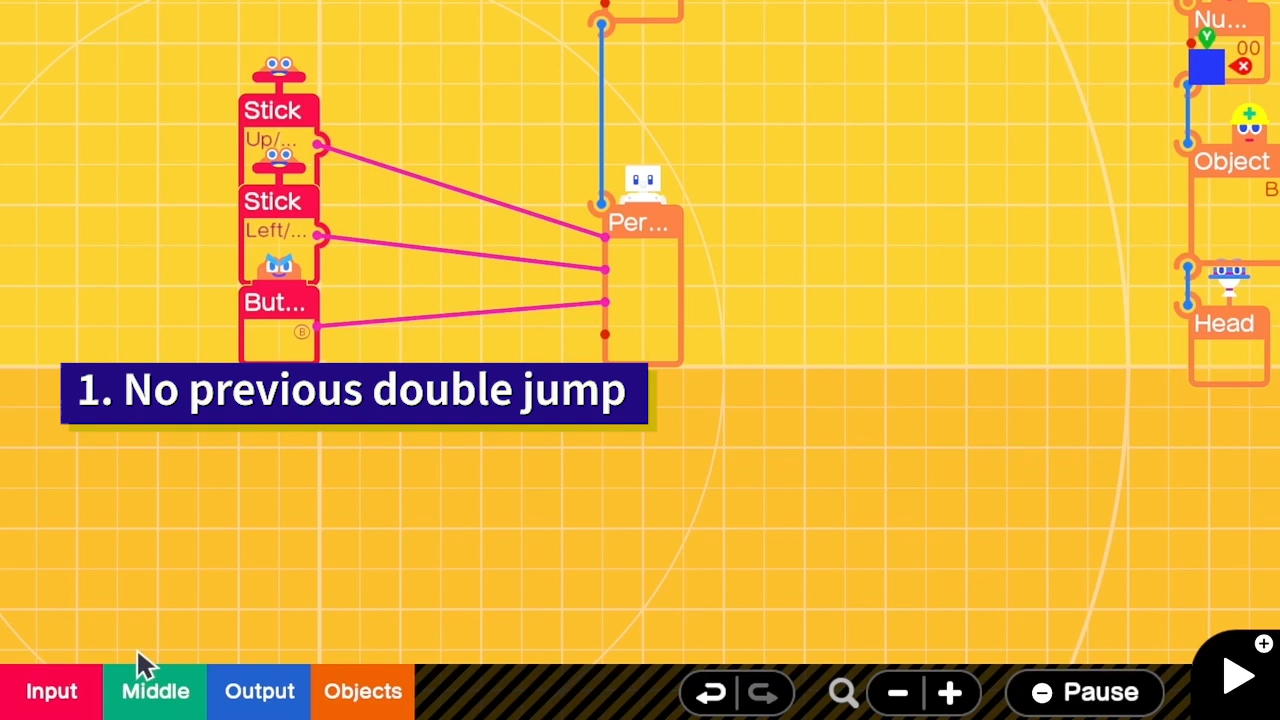 Nu...
00
Y
Stick
Up/...
Object
B
Stick
Left/...
Per...
But...
B
Head
1. No previous double jump
Input
Middle
Output
Objects
Pause